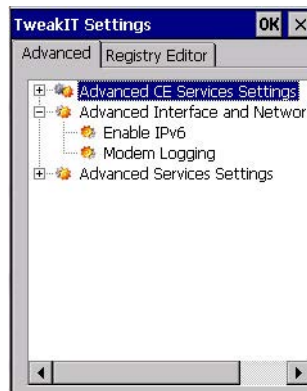 TweakIT Settings OK ×
Advanced Registry Editor
Advanced CE Services Settings
Advanced Interface and Networ
Enable IPv6
Modem Logging
Advanced Services Settings